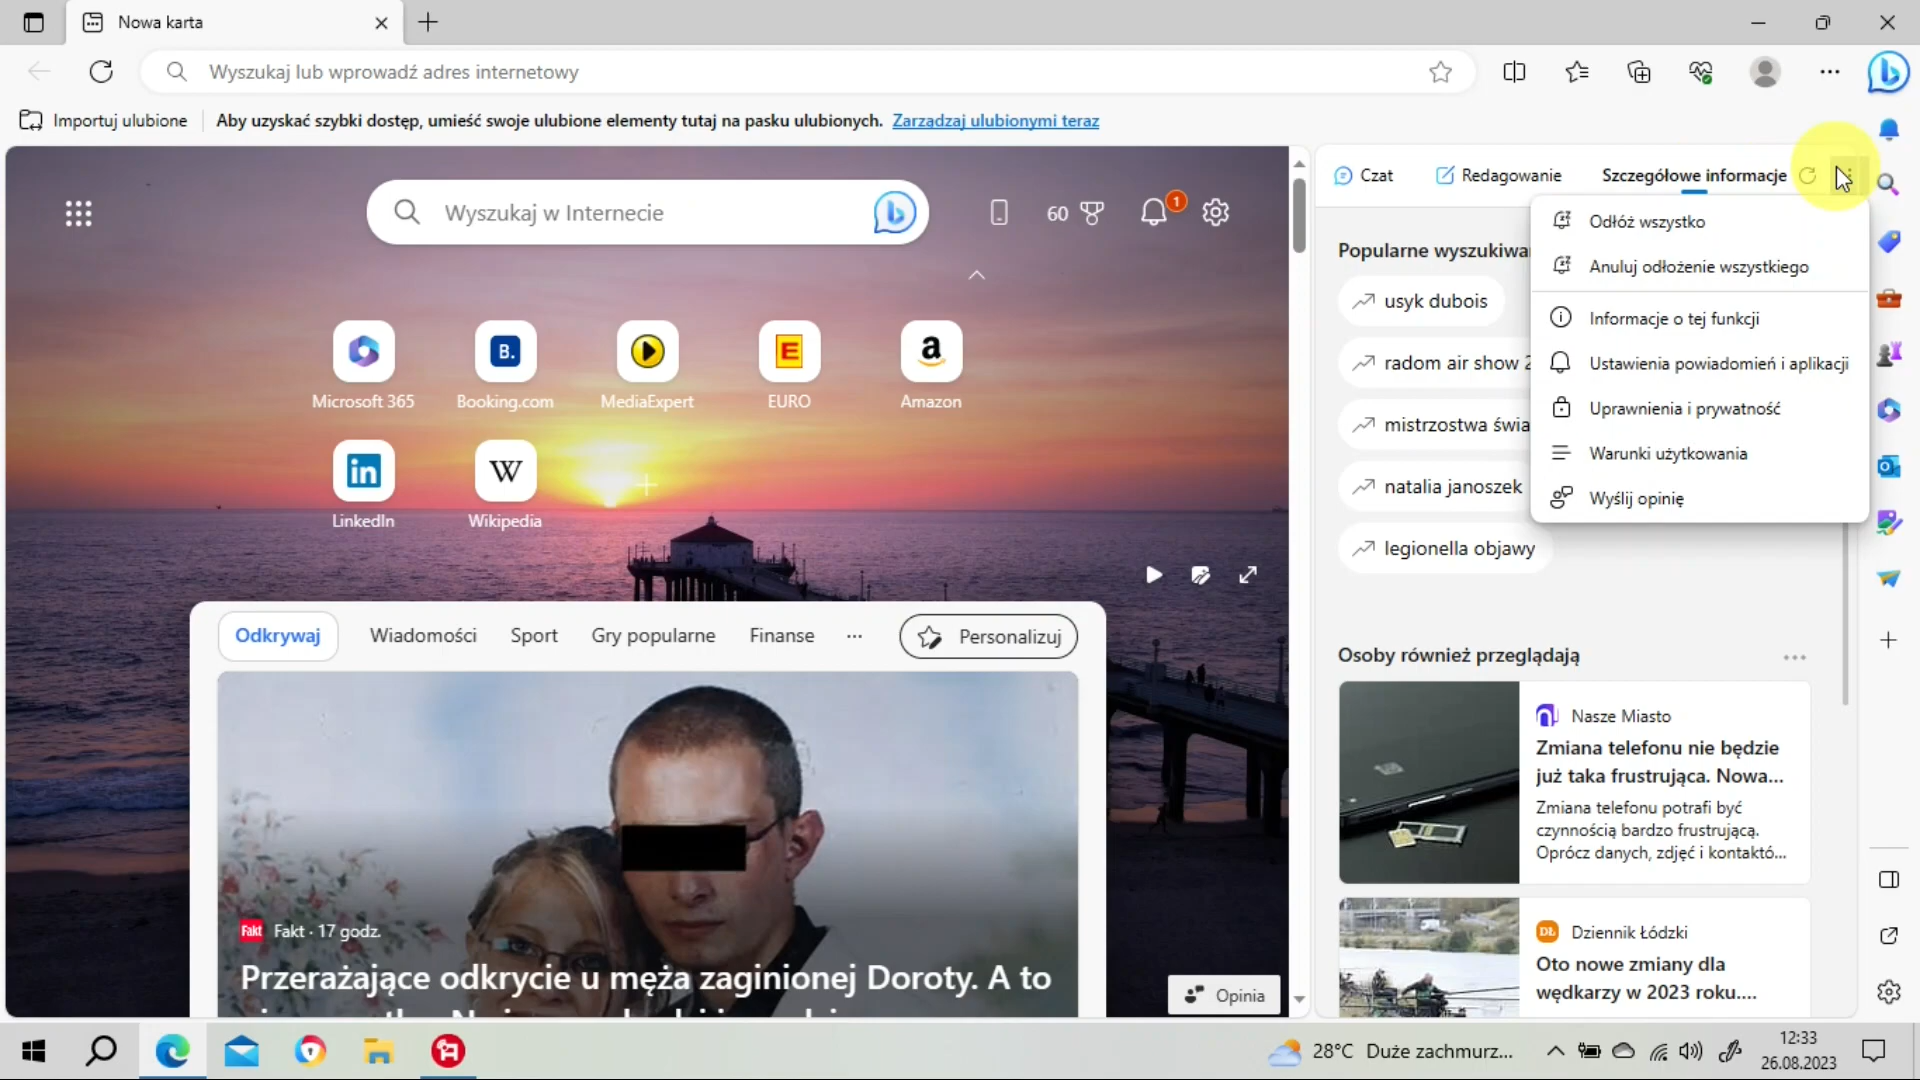 Nowa karta
Wyszukaj lub wprowadź adres internetowy
Importuj ulubione
Aby uzyskać szybki dostęp, umieść swoje ulubione elementy tutaj na pasku ulubionych. Zarządzaj ulubionymi teraz
Wyszukaj w Internecie
60
1
Microsoft 365
B.
Booking.com
MediaExpert
E
EURO
a
Amazon
in
LinkedIn
W
Wikipedia
Odkrywaj
Wiadomości
Sport
Gry popularne
Finanse
Personalizuj
Fakt
Fakt · 17 godz.
Przerażające odkrycie u męża zaginionej Doroty. A to
Opinia
Czat
Redagowanie
Szczegółowe informacje
Odłóż wszystko
Anuluj odłożenie wszystkiego
Informacje o tej funkcji
Ustawienia powiadomień i aplikacji
Uprawnienia i prywatność
Warunki użytkowania
Wyślij opinię
Popularne wyszukiwa
usyk dubois
radom air show 2
mistrzostwa świa
natalia janoszek
legionella objawy
Osoby również przeglądają
Nasze Miasto
Zmiana telefonu nie będzie
już taka frustrująca. Nowa...
Zmiana telefonu potrafi być
czynnością bardzo frustrującą.
Oprócz danych, zdjęć i kontaktó...
DŁ
Dziennik Łódzki
Oto nowe zmiany dla
wędkarzy w 2023 roku....
28°C Duże zachmurz...
12:33
26.08.2023